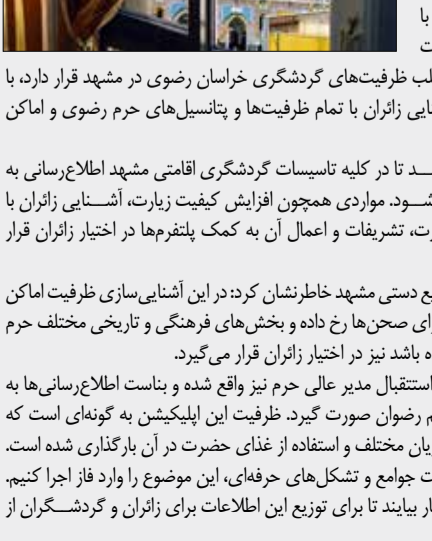 با
ت
لب ظرفیت‌های گردشگری خراسان رضوی در مشهد قرار دارد، با
نایی زائران با تمام ظرفیت‌ها و پتانسیل‌های حرم رضوی و اماکن
ـد تا در کلیه تاسیسات گردشگری اقامتی مشهد اطلاع‌رسانی به
شـود. مواردی همچون افزایش کیفیت زیارت، آشـنایی زائران با
رت، تشریفات و اعمال آن به کمک پلتفرم‌ها در اختیار زائران قرار
یع دستی مشهد خاطرنشان کرد: در این آشنایی‌سازی ظرفیت اماکن
رای صحن‌ها رخ داده و بخش‌های فرهنگی و تاریخی مختلف حرم
ه باشد نیز در اختیار زائران قرار می‌گیرد.
استتقبال مدیر عالی حرم نیز واقع شده و بناست اطلاع‌رسانی‌ها به
م رضوان صورت گیرد. ظرفیت این اپلیکیشن به گونه‌ای است که
زبان مختلف و استفاده از غذای حضرت در آن بارگذاری شده است.
ت جوامع و تشکل‌های حرفه‌ای، این موضوع را وارد فاز اجرا کنیم.
ار بیایند تا برای توزیع این اطلاعات برای زائران و گردشـگران از